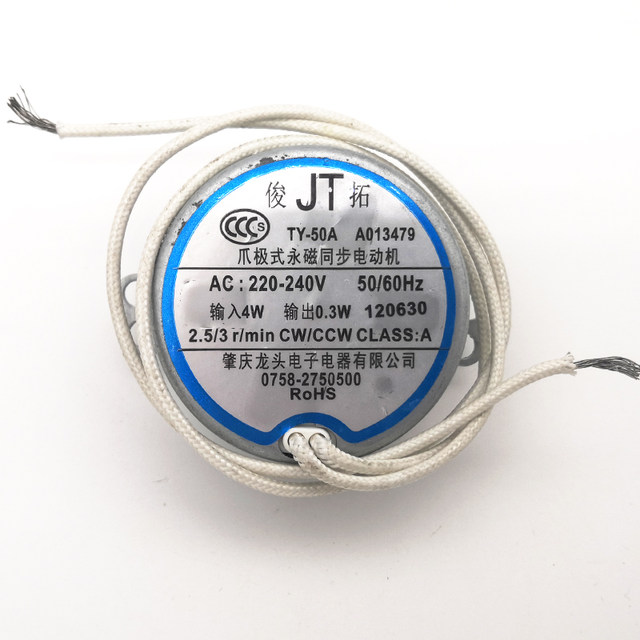 俊 JT 拓
CCC S TY-50A A013479
爪极式永磁同步电动机
AC : 220-240V 50/60Hz
输入4W 输出0.3W 120630
2.5/3 r/min CW/CCW CLASS:A
肇庆龙头电子电器有限公司
0758-2750500
RoHS